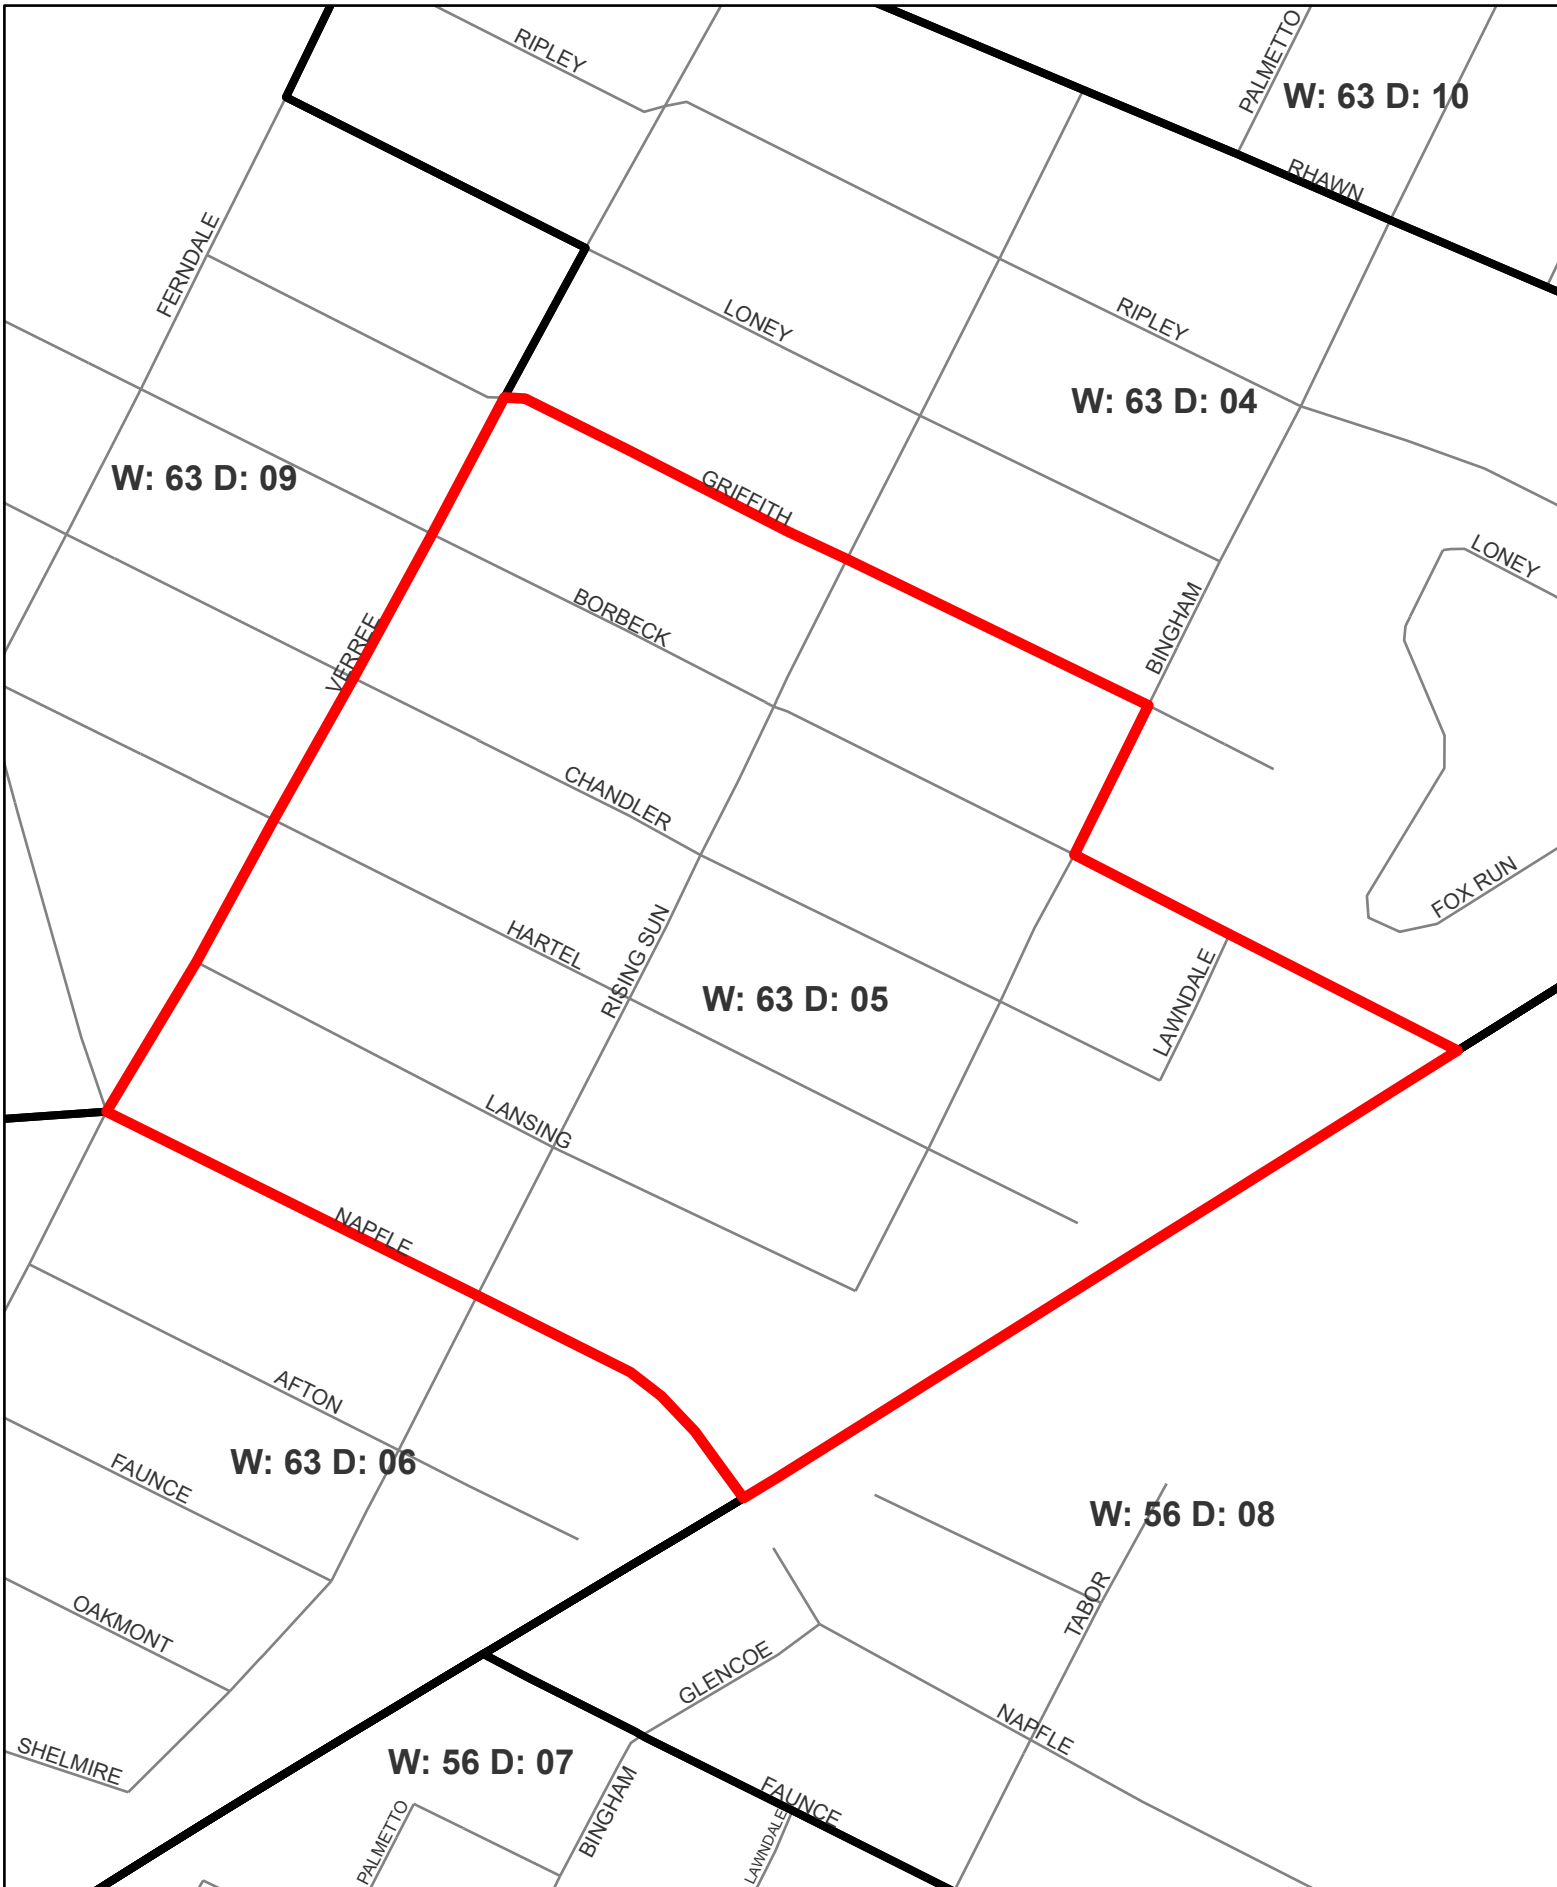 RIPLEY
PALMETTO
W: 63 D: 10
RHAWN
FERNDALE
LONEY
RIPLEY
W: 63 D: 04
W: 63 D: 09
GRIFFITH
LONEY
BORBECK
BINGHAM
VERREE
CHANDLER
FOX RUN
HARTEL
RISING SUN
W: 63 D: 05
LAWNDALE
LANSING
NAPFLE
AFTON
W: 63 D: 06
FAUNCE
W: 56 D: 08
TABOR
OAKMONT
GLENCOE
NAPFLE
SHELMIRE
W: 56 D: 07
FAUNCE
BINGHAM
PALMETTO
LAWNDALE